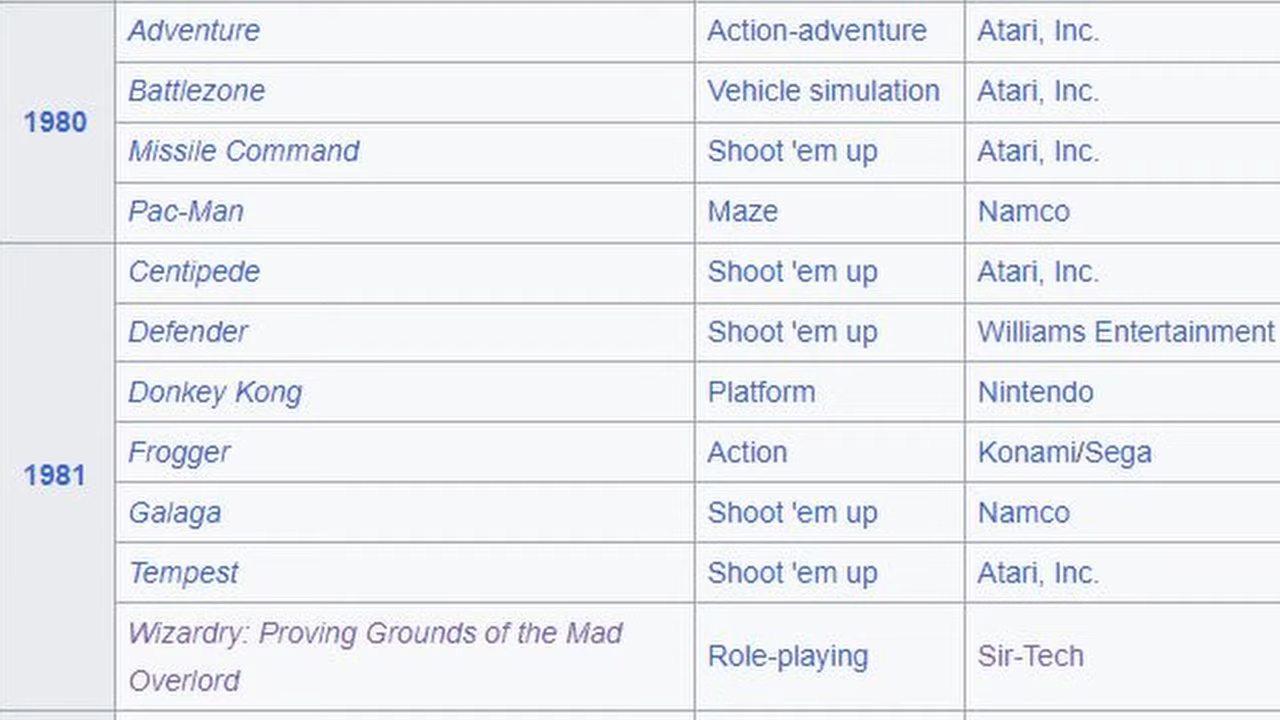 Adventure Action-adventure Atari, Inc.
Battlezone Vehicle simulation Atari, Inc.
1980
Missile Command Shoot 'em up Atari, Inc.
Pac-Man Maze Namco
Centipede Shoot 'em up Atari, Inc.
Defender Shoot 'em up Williams Entertainment
Donkey Kong Platform Nintendo
Frogger Action Konami/Sega
1981
Galaga Shoot 'em up Namco
Tempest Shoot 'em up Atari, Inc.
Wizardry: Proving Grounds of the Mad
Overlord Role-playing Sir-Tech